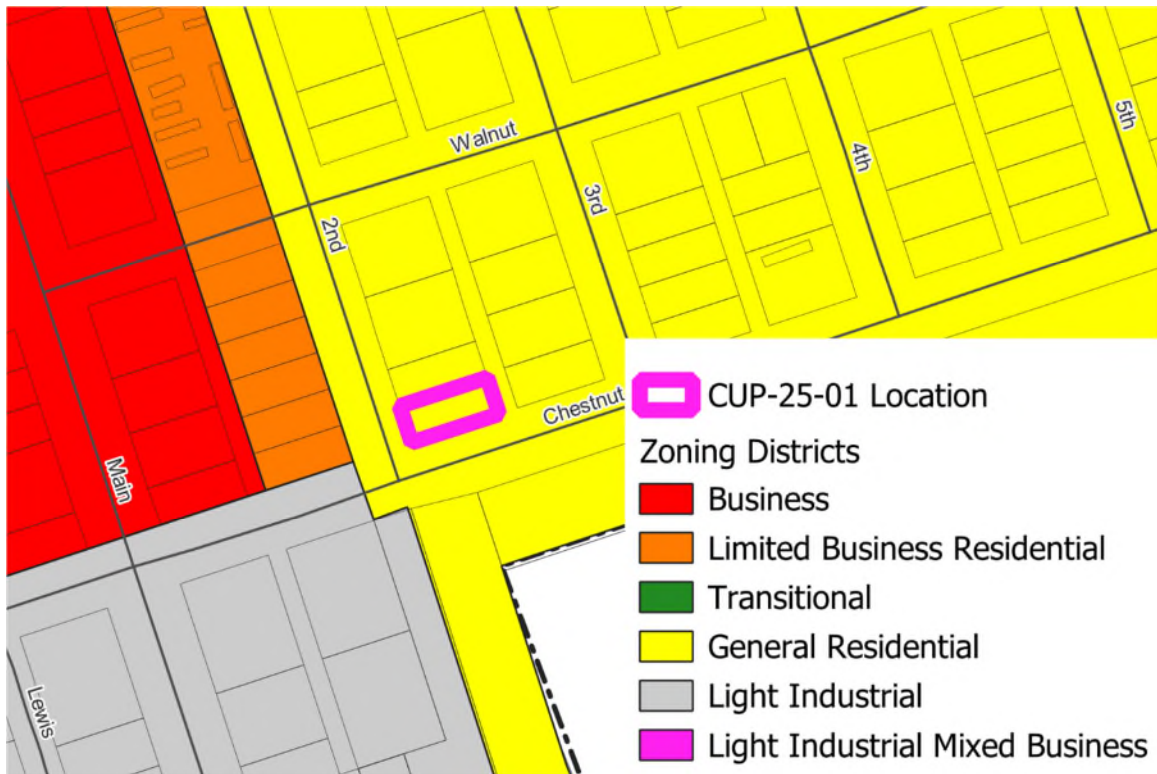 Walnut
2nd
3rd
4th
5th
Chestnut
Main
Lewis
CUP-25-01 Location
Zoning Districts
Business
Limited Business Residential
Transitional
General Residential
Light Industrial
Light Industrial Mixed Business